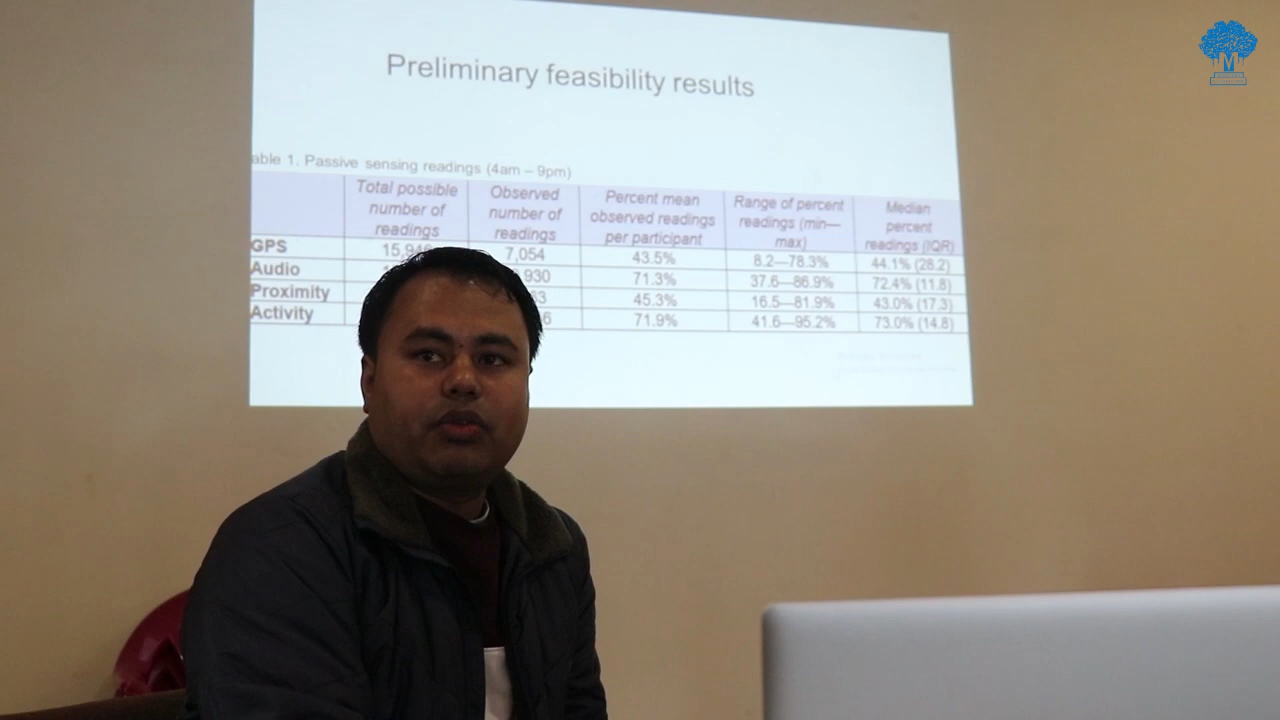 Preliminary feasibility results
able 1. Passive sensing readings (4am – 9pm)
Total possible number of readings
Observed number of readings
Percent mean observed readings per participant
Range of percent readings (min—max)
Median percent readings (IQR)
GPS 7,054 43.5% 8.2—78.3% 44.1% (28.2)
Audio 930 71.3% 37.6—86.9% 72.4% (11.8)
Proximity 45.3% 16.5—81.9% 43.0% (17.3)
Activity 6 71.9% 41.6—95.2% 73.0% (14.8)
M